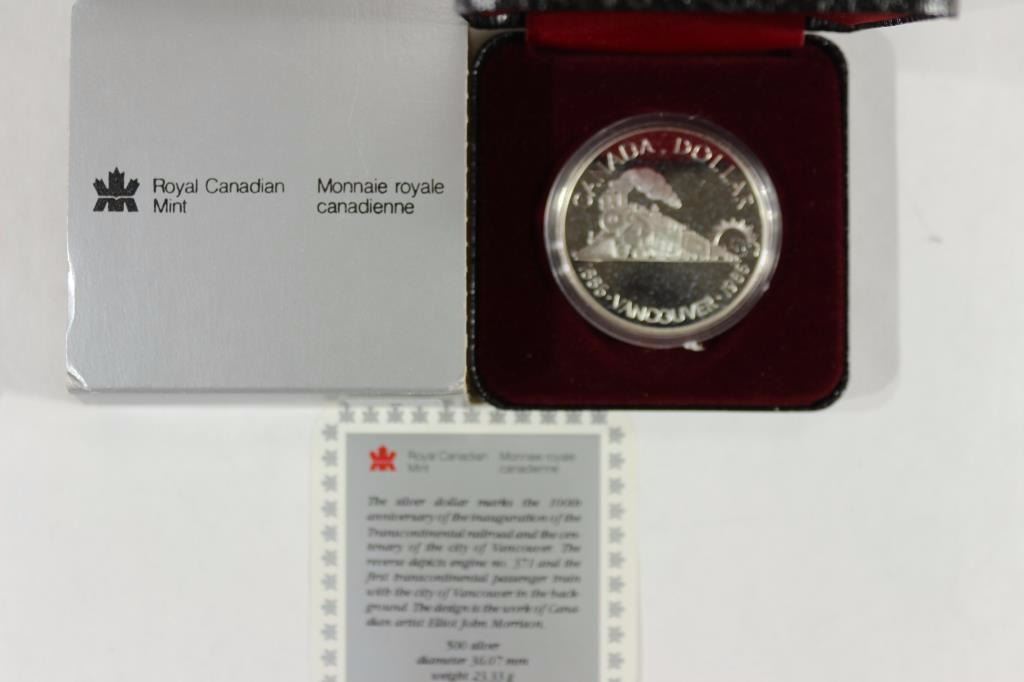 Royal Canadian Mint
Monnaie royale canadienne
CANADA . DOLLAR
1886 · VANCOUVER · 1986
Royal Canadian Mint
Monnaie royale canadienne
The silver dollar marks the 100th
anniversary of the inauguration of the
Transcontinental railroad and the cen-
tenary of the city of Vancouver. The
reverse depicts engine no. 371 and the
first transcontinental passenger train
with the city of Vancouver in the back-
ground. The design is the work of Cana-
dian artist Elliot John Morrison.
500 silver
diameter 36.07 mm
weight 23.33 g